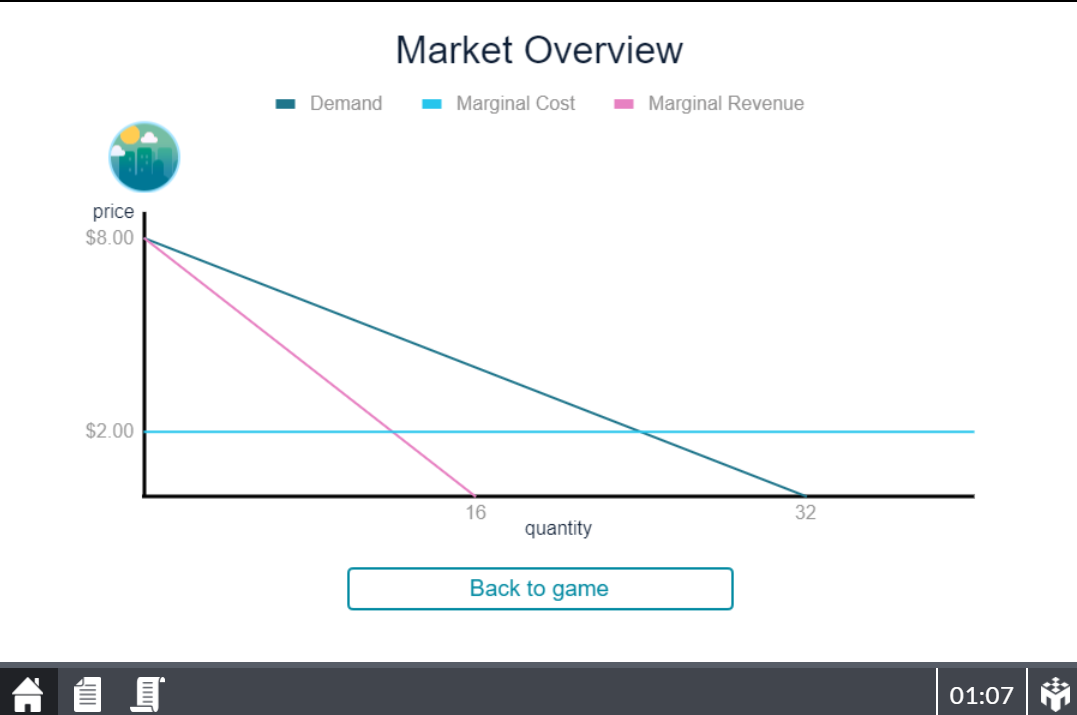 Market Overview
Demand Marginal Cost Marginal Revenue
price
$8.00
$2.00
16 32
quantity
Back to game
01:07